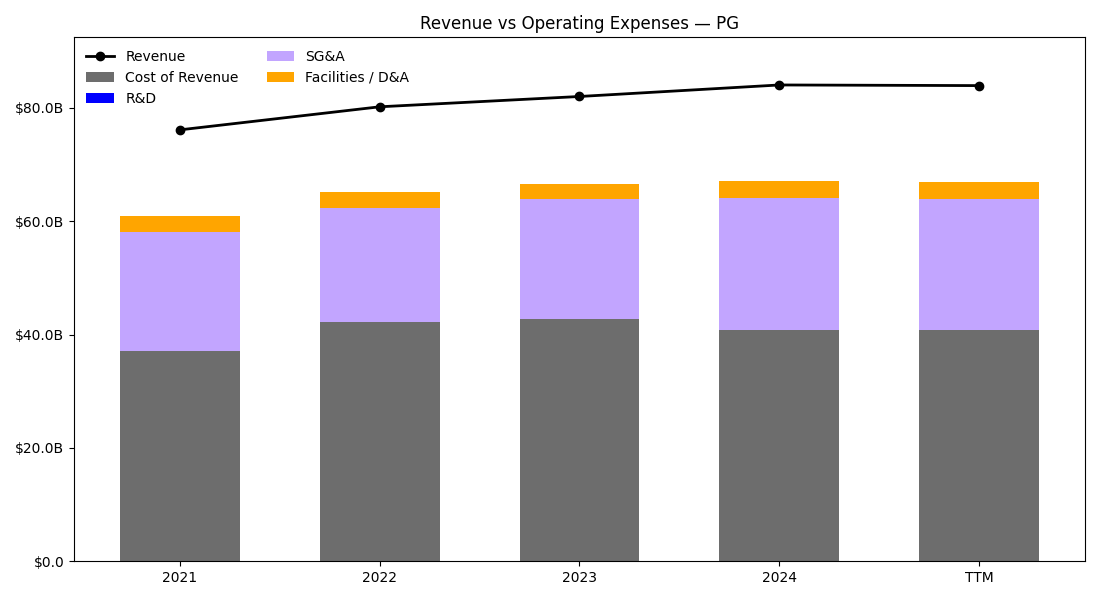 Revenue vs Operating Expenses — PG
Revenue
Cost of Revenue
R&D
SG&A
Facilities / D&A
$80.0B
$60.0B
$40.0B
$20.0B
$0.0
2021
2022
2023
2024
TTM